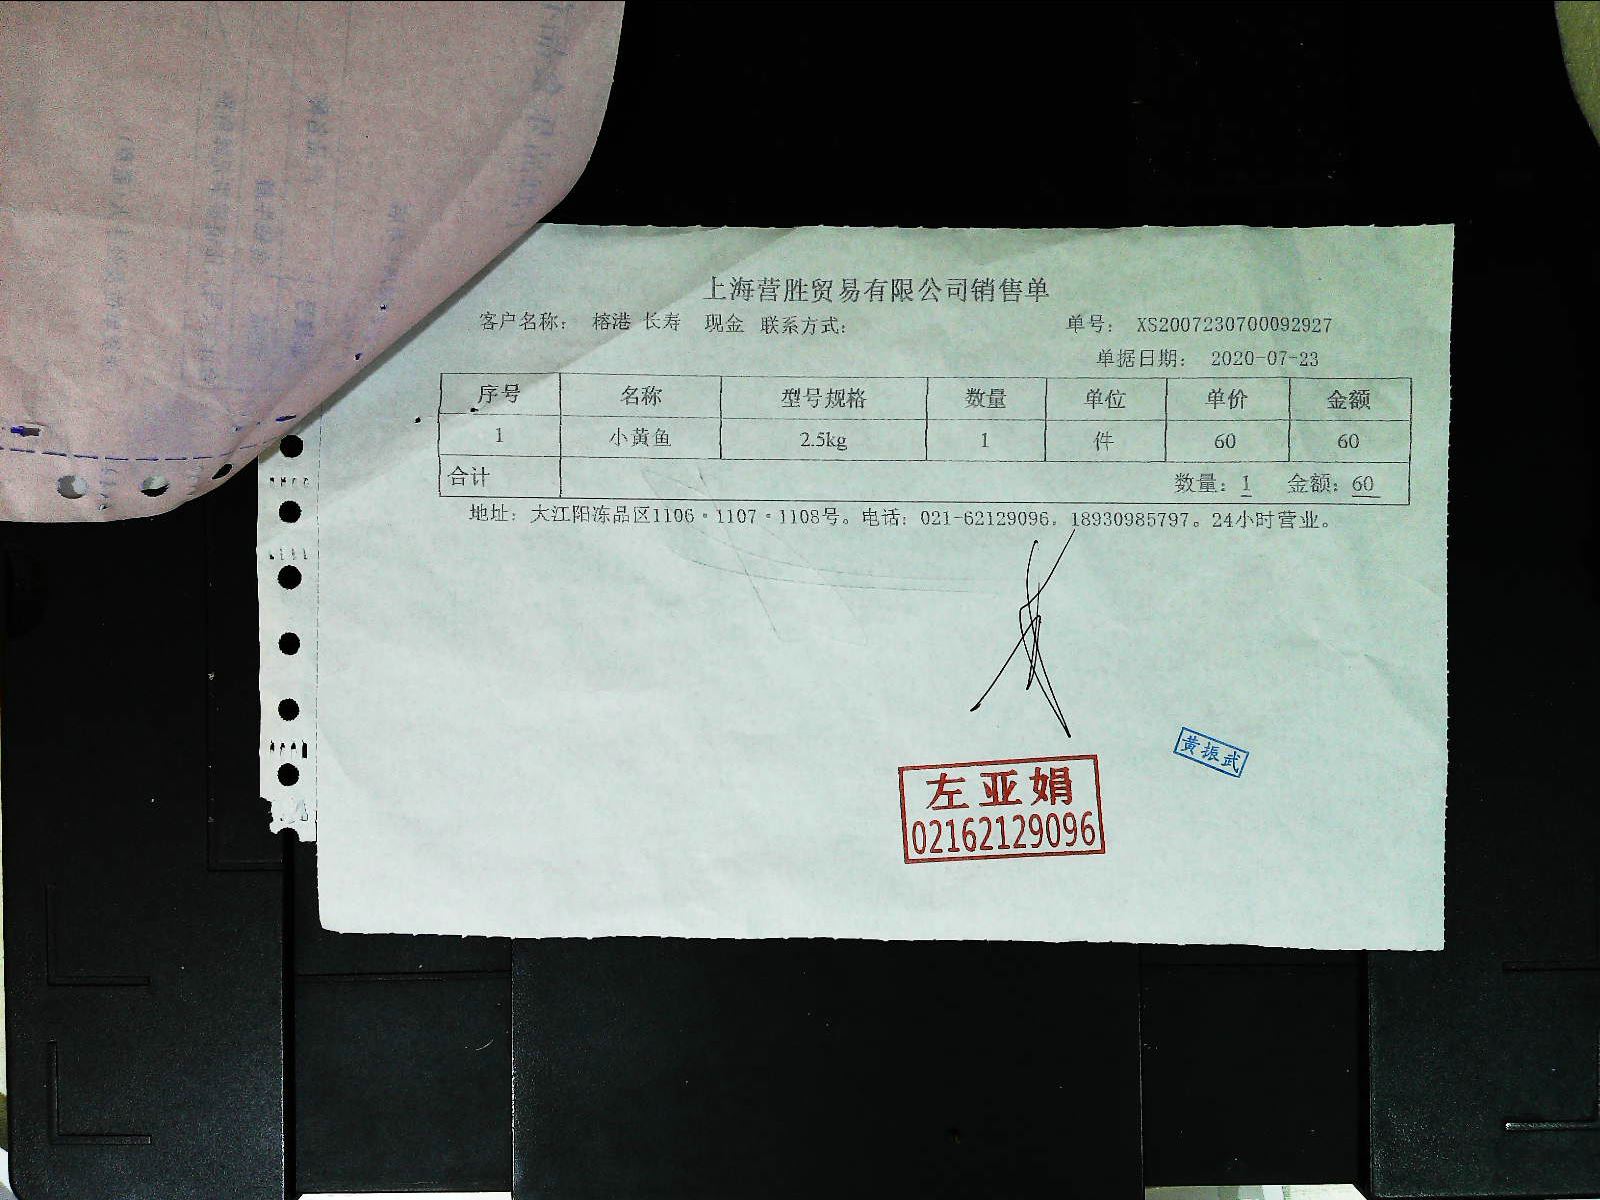 上海营胜贸易有限公司销售单
客户名称： 榕港 长寿 现金 联系方式： 单号： XS2007230700092927
单据日期： 2020-07-23
序号 名称 型号规格 数量 单位 单价 金额
1 小黄鱼 2.5kg 1 件 60 60
合计 数量：1 金额：60
地址：大江阳冻品区1106·1107·1108号。电话：021-62129096，18930985797。24小时营业。
黄振武
左亚娟
02162129096